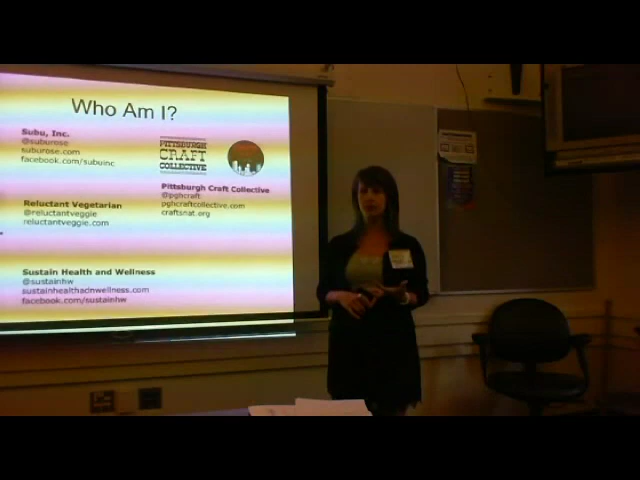 Who Am I?
Subu, Inc.
@suburose
suburose.com
facebook.com/subuinc
PITTSBURGH
CRAFT
COLLECTIVE
Pittsburgh Craft Collective
@pghcraft
pghcraftcollective.com
craftsnat.org
Reluctant Vegetarian
@reluctantveggie
reluctantveggie.com
Sustain Health and Wellness
@sustainhw
sustainhealthadnwellness.com
facebook.com/sustainhw